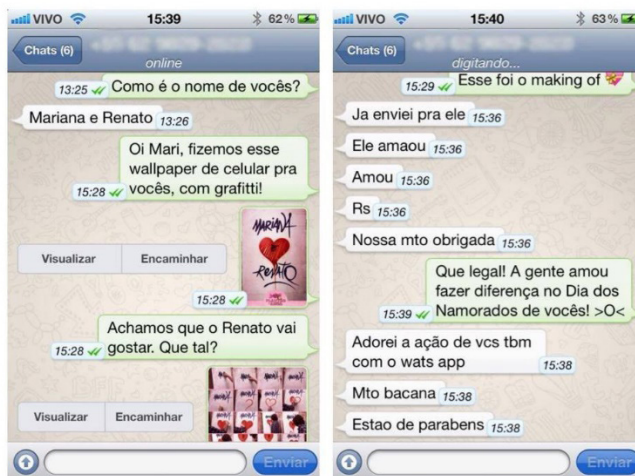 VIVO 15:39 62%
Chats (6)
online
13:25 Como é o nome de vocês?
Mariana e Renato 13:26
Oi Mari, fizemos esse
wallpaper de celular pra
15:28 vocês, com grafitti!
MARIANA
RENATO
Visualizar Encaminhar
15:28
Achamos que o Renato vai
15:28 gostar. Que tal?
Visualizar Encaminhar
Enviar
VIVO 15:40 63%
Chats (6)
digitando...
15:29 Esse foi o making of
Ja enviei pra ele 15:36
Ele amaou 15:36
Amou 15:36
Rs 15:36
Nossa mto obrigada 15:36
Que legal! A gente amou
fazer diferença no Dia dos
15:39 Namorados de vocês! >O<
Adorei a ação de vcs tbm
com o wats app 15:38
Mto bacana 15:38
Estao de parabens 15:38
Enviar